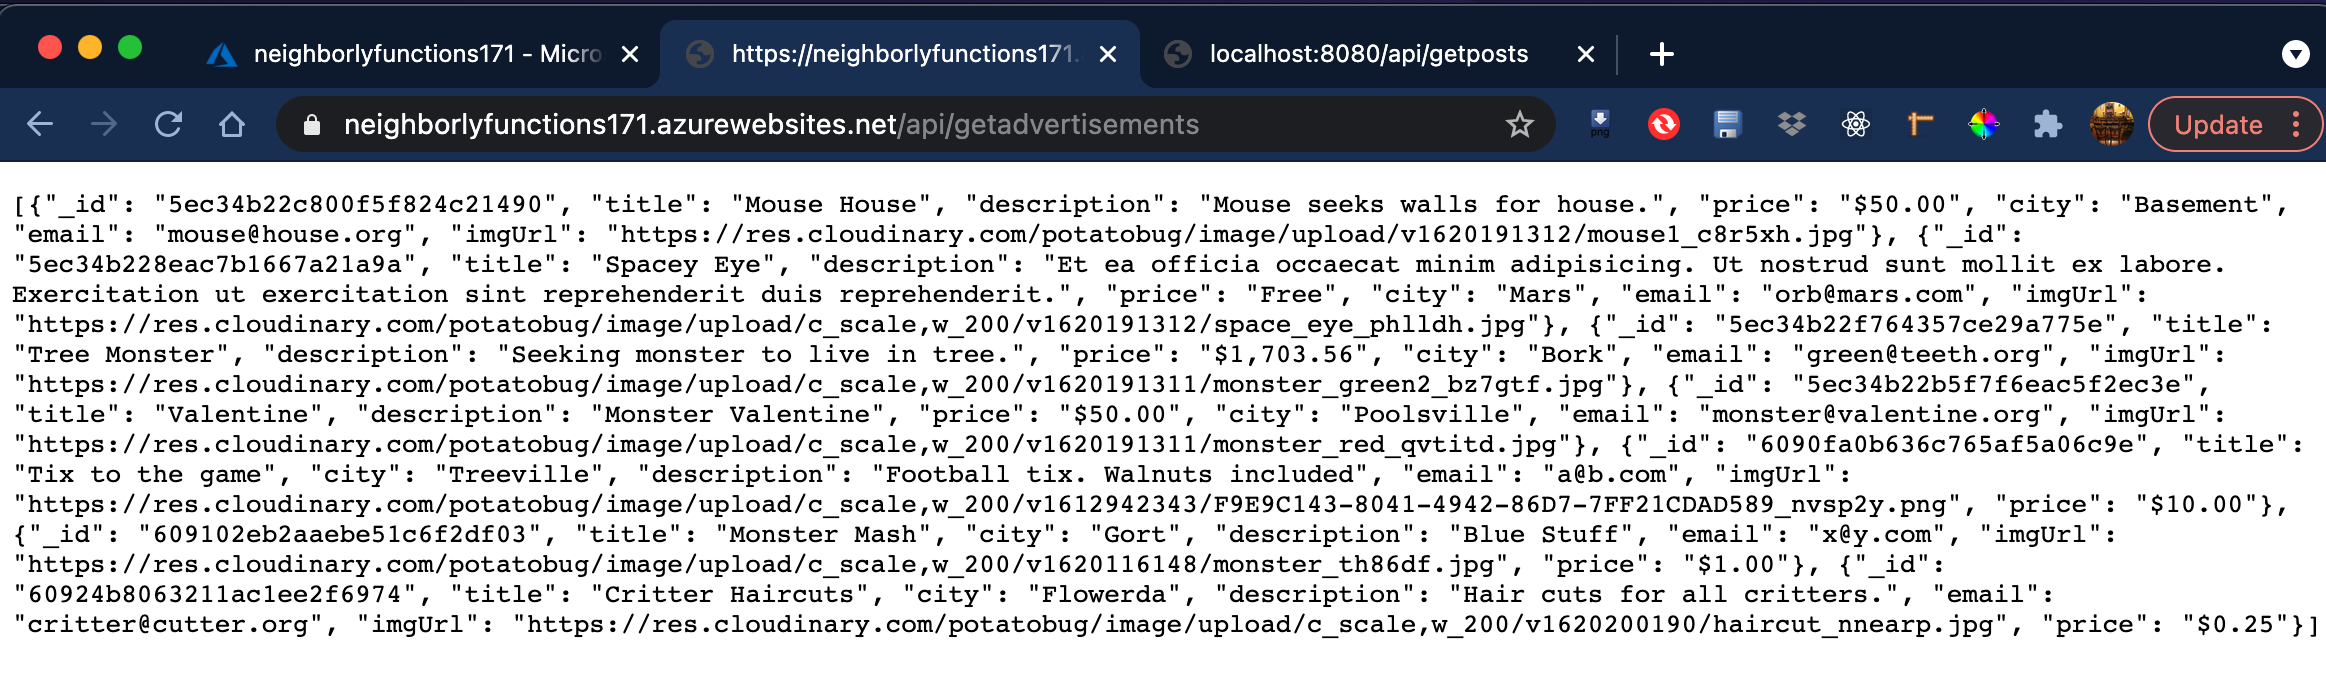 neighborlyfunctions171 - Micro
https://neighborlyfunctions171.
localhost:8080/api/getposts
neighborlyfunctions171.azurewebsites.net/api/getadvertisements
png
Update
[{"_id": "5ec34b22c800f5f824c21490", "title": "Mouse House", "description": "Mouse seeks walls for house.", "price": "$50.00", "city": "Basement",
"email": "mouse@house.org", "imgUrl": "https://res.cloudinary.com/potatobug/image/upload/v1620191312/mouse1_c8r5xh.jpg"}, {"_id":
"5ec34b228eac7b1667a21a9a", "title": "Spacey Eye", "description": "Et ea officia occaecat minim adipisicing. Ut nostrud sunt mollit ex labore.
Exercitation ut exercitation sint reprehenderit duis reprehenderit.", "price": "Free", "city": "Mars", "email": "orb@mars.com", "imgUrl":
"https://res.cloudinary.com/potatobug/image/upload/c_scale,w_200/v1620191312/space_eye_phlldh.jpg"}, {"_id": "5ec34b22f764357ce29a775e", "title":
"Tree Monster", "description": "Seeking monster to live in tree.", "price": "$1,703.56", "city": "Bork", "email": "green@teeth.org", "imgUrl":
"https://res.cloudinary.com/potatobug/image/upload/c_scale,w_200/v1620191311/monster_green2_bz7gtf.jpg"}, {"_id": "5ec34b22b5f7f6eac5f2ec3e",
"title": "Valentine", "description": "Monster Valentine", "price": "$50.00", "city": "Poolsville", "email": "monster@valentine.org", "imgUrl":
"https://res.cloudinary.com/potatobug/image/upload/c_scale,w_200/v1620191311/monster_red_qvtitd.jpg"}, {"_id": "6090fa0b636c765af5a06c9e", "title":
"Tix to the game", "city": "Treeville", "description": "Football tix. Walnuts included", "email": "a@b.com", "imgUrl":
"https://res.cloudinary.com/potatobug/image/upload/c_scale,w_200/v1612942343/F9E9C143-8041-4942-86D7-7FF21CDAD589_nvsp2y.png", "price": "$10.00"},
{"_id": "609102eb2aaebe51c6f2df03", "title": "Monster Mash", "city": "Gort", "description": "Blue Stuff", "email": "x@y.com", "imgUrl":
"https://res.cloudinary.com/potatobug/image/upload/c_scale,w_200/v1620116148/monster_th86df.jpg", "price": "$1.00"}, {"_id":
"60924b8063211ac1ee2f6974", "title": "Critter Haircuts", "city": "Flowerda", "description": "Hair cuts for all critters.", "email":
"critter@cutter.org", "imgUrl": "https://res.cloudinary.com/potatobug/image/upload/c_scale,w_200/v1620200190/haircut_nnearp.jpg", "price": "$0.25"}]